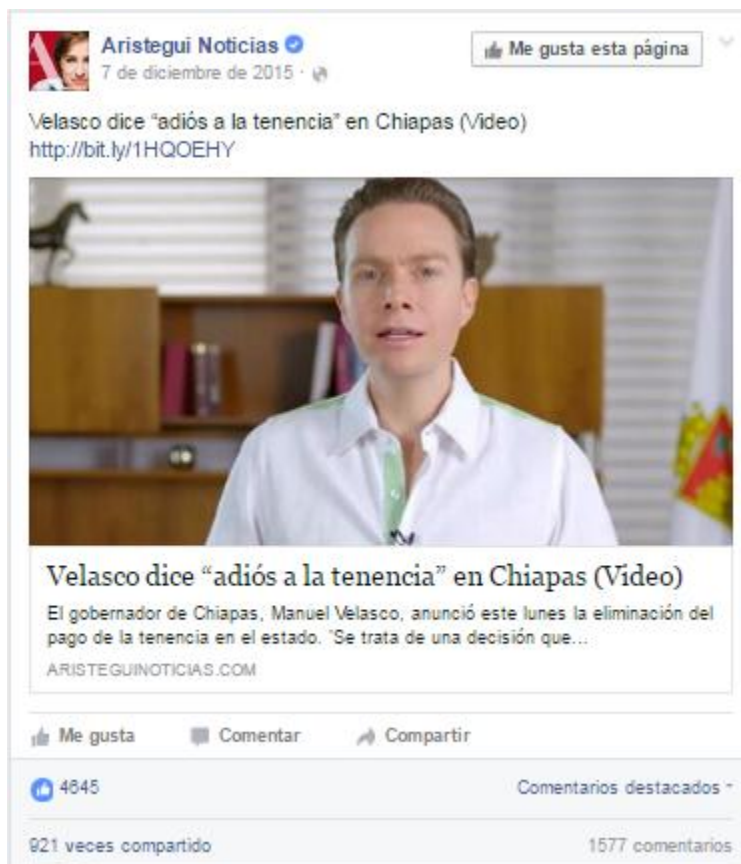 Aristegui Noticias
Me gusta esta página
7 de diciembre de 2015
Velasco dice "adiós a la tenencia" en Chiapas (Video)
http://bit.ly/1HQOEHY
Velasco dice “adiós a la tenencia” en Chiapas (Video)
El gobernador de Chiapas, Manuel Velasco, anunció este lunes la eliminación del
pago de la tenencia en el estado. “Se trata de una decisión que...
ARISTEGUINOTICIAS.COM
Me gusta Comentar Compartir
4645 Comentarios destacados
921 veces compartido 1577 comentarios